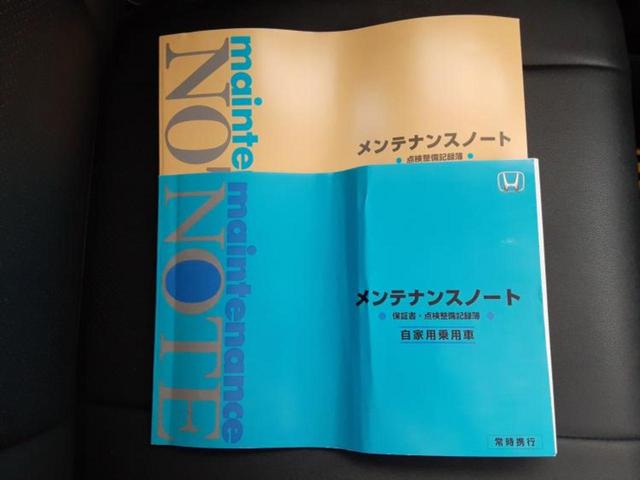 mainte
NO
メンテナンスノート
点検整備記録簿
maintenance
NOTE
メンテナンスノート
保証書・点検整備記録簿
自家用乗用車
常時携行